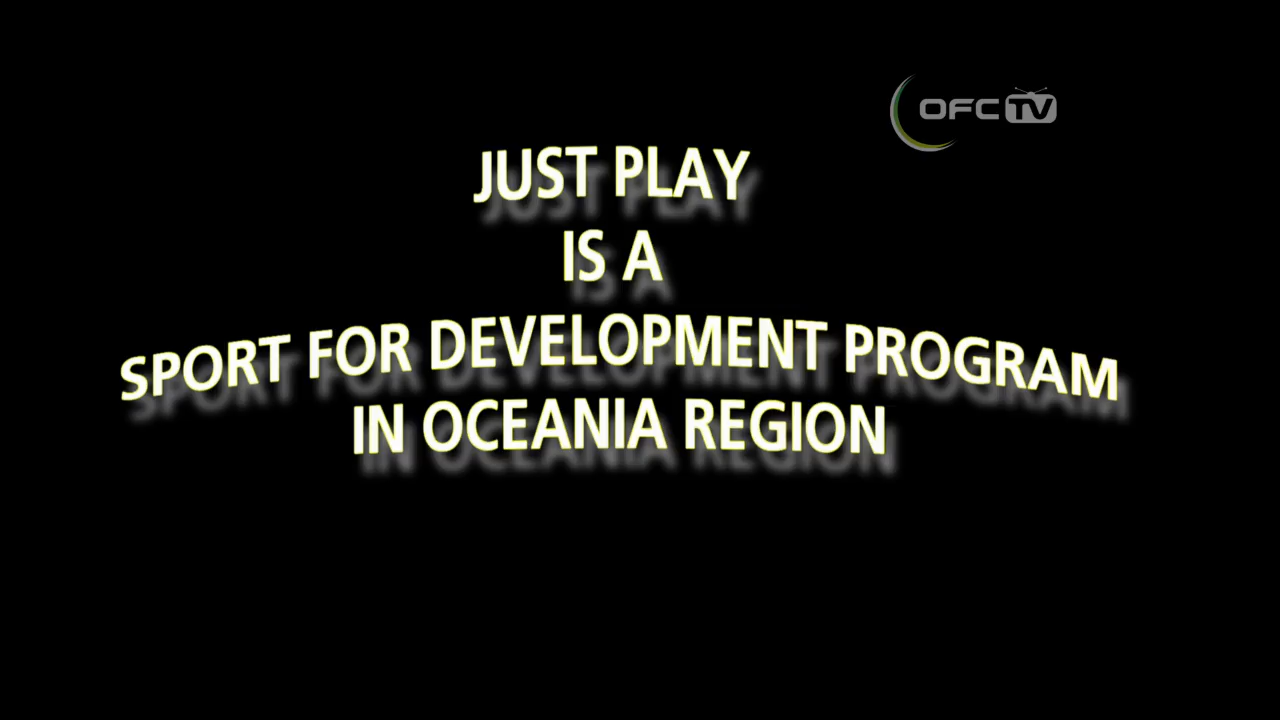 OFC TV
JUST PLAY
IS A
SPORT FOR DEVELOPMENT PROGRAM
IN OCEANIA REGION